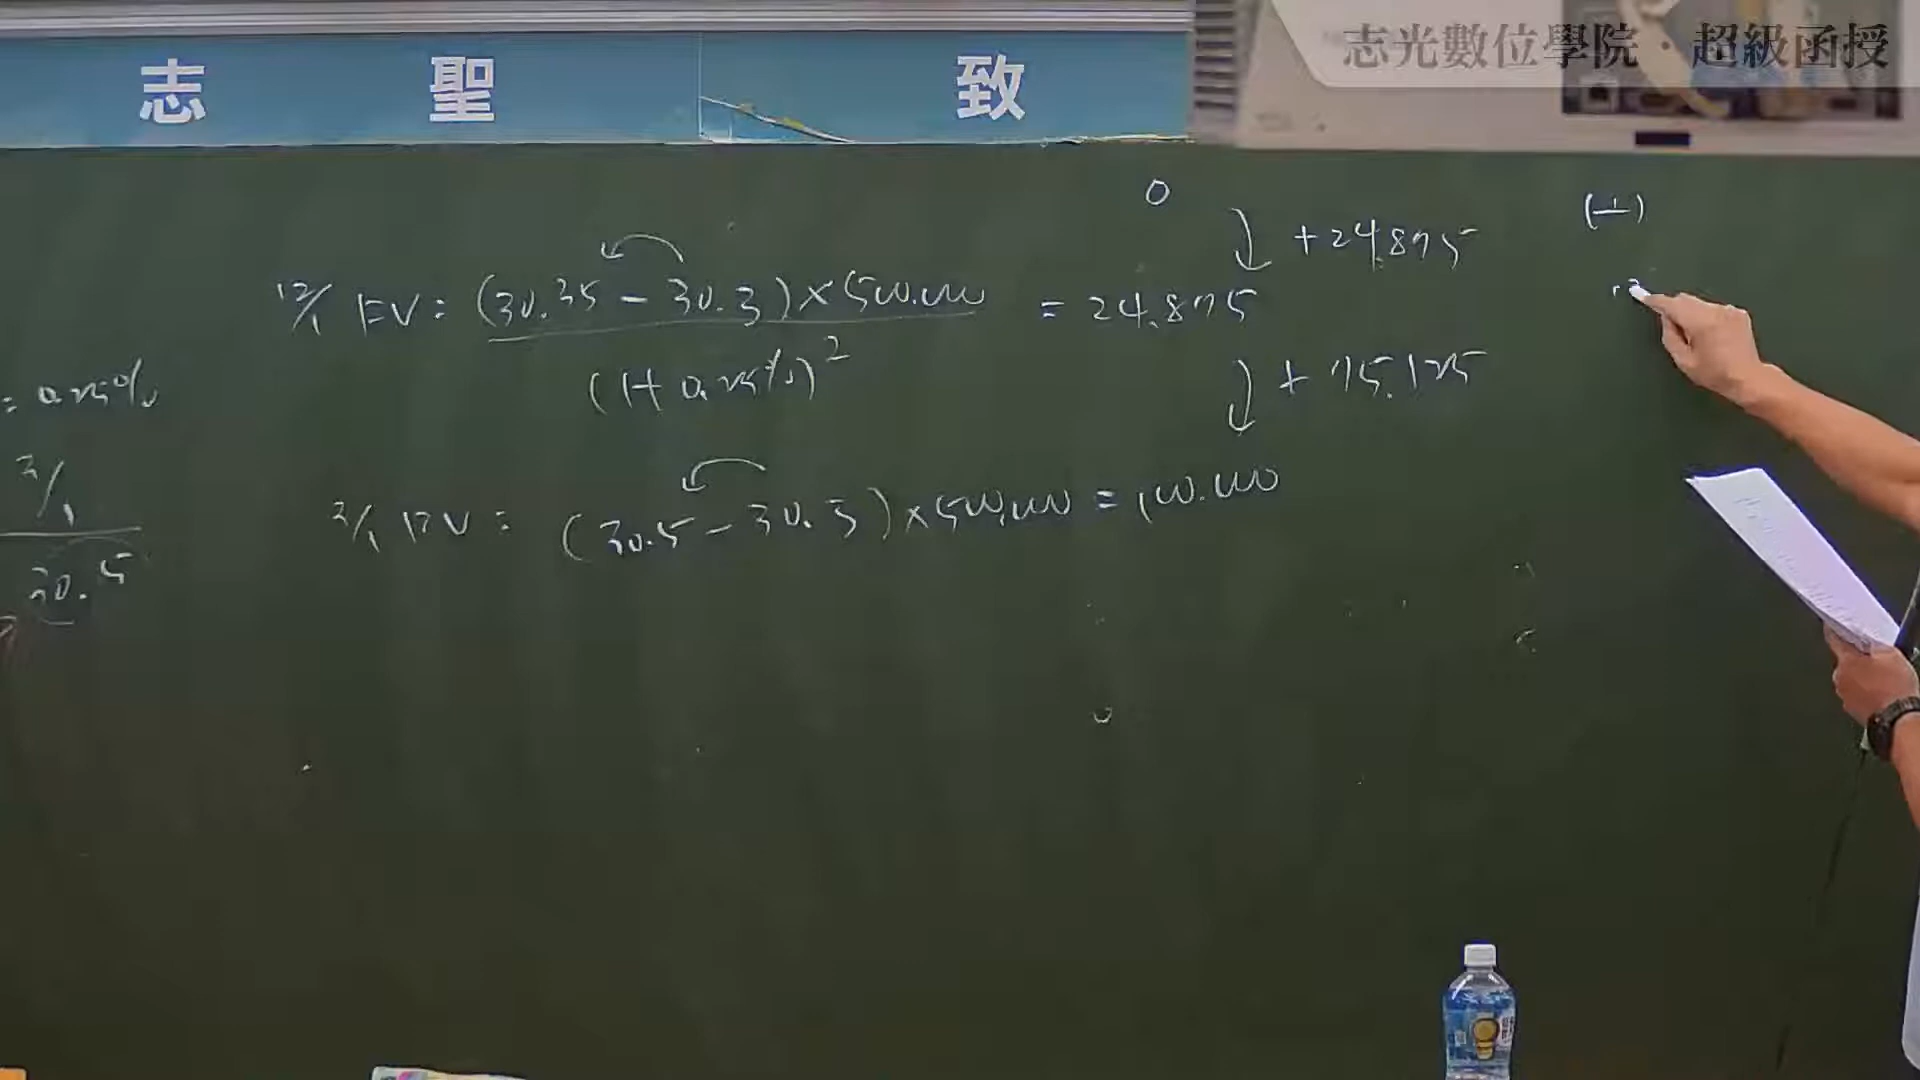 志光數位學院・超級函授
志 聖 致
0
+24,875
(一)
12/1 FV: (30.35 - 30.3)×500,000 = 24,875
(1+0.25%)²
= 0.25%
+75,125
2/1 FV: (30.5 - 30.3)×500,000 = 100,000
2/1
30.5